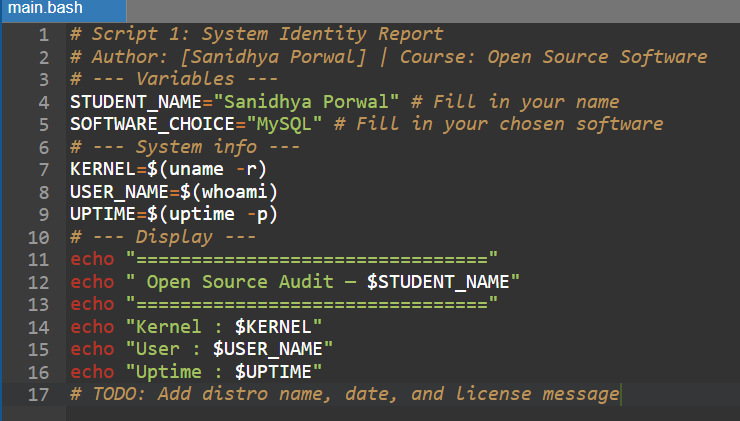 main.bash
1 # Script 1: System Identity Report
2 # Author: [Sanidhya Porwal] | Course: Open Source Software
3 # --- Variables ---
4 STUDENT_NAME="Sanidhya Porwal" # Fill in your name
5 SOFTWARE_CHOICE="MySQL" # Fill in your chosen software
6 # --- System info ---
7 KERNEL=$(uname -r)
8 USER_NAME=$(whoami)
9 UPTIME=$(uptime -p)
10 # --- Display ---
11 echo "================================"
12 echo " Open Source Audit — $STUDENT_NAME"
13 echo "================================"
14 echo "Kernel : $KERNEL"
15 echo "User : $USER_NAME"
16 echo "Uptime : $UPTIME"
17 # TODO: Add distro name, date, and license message